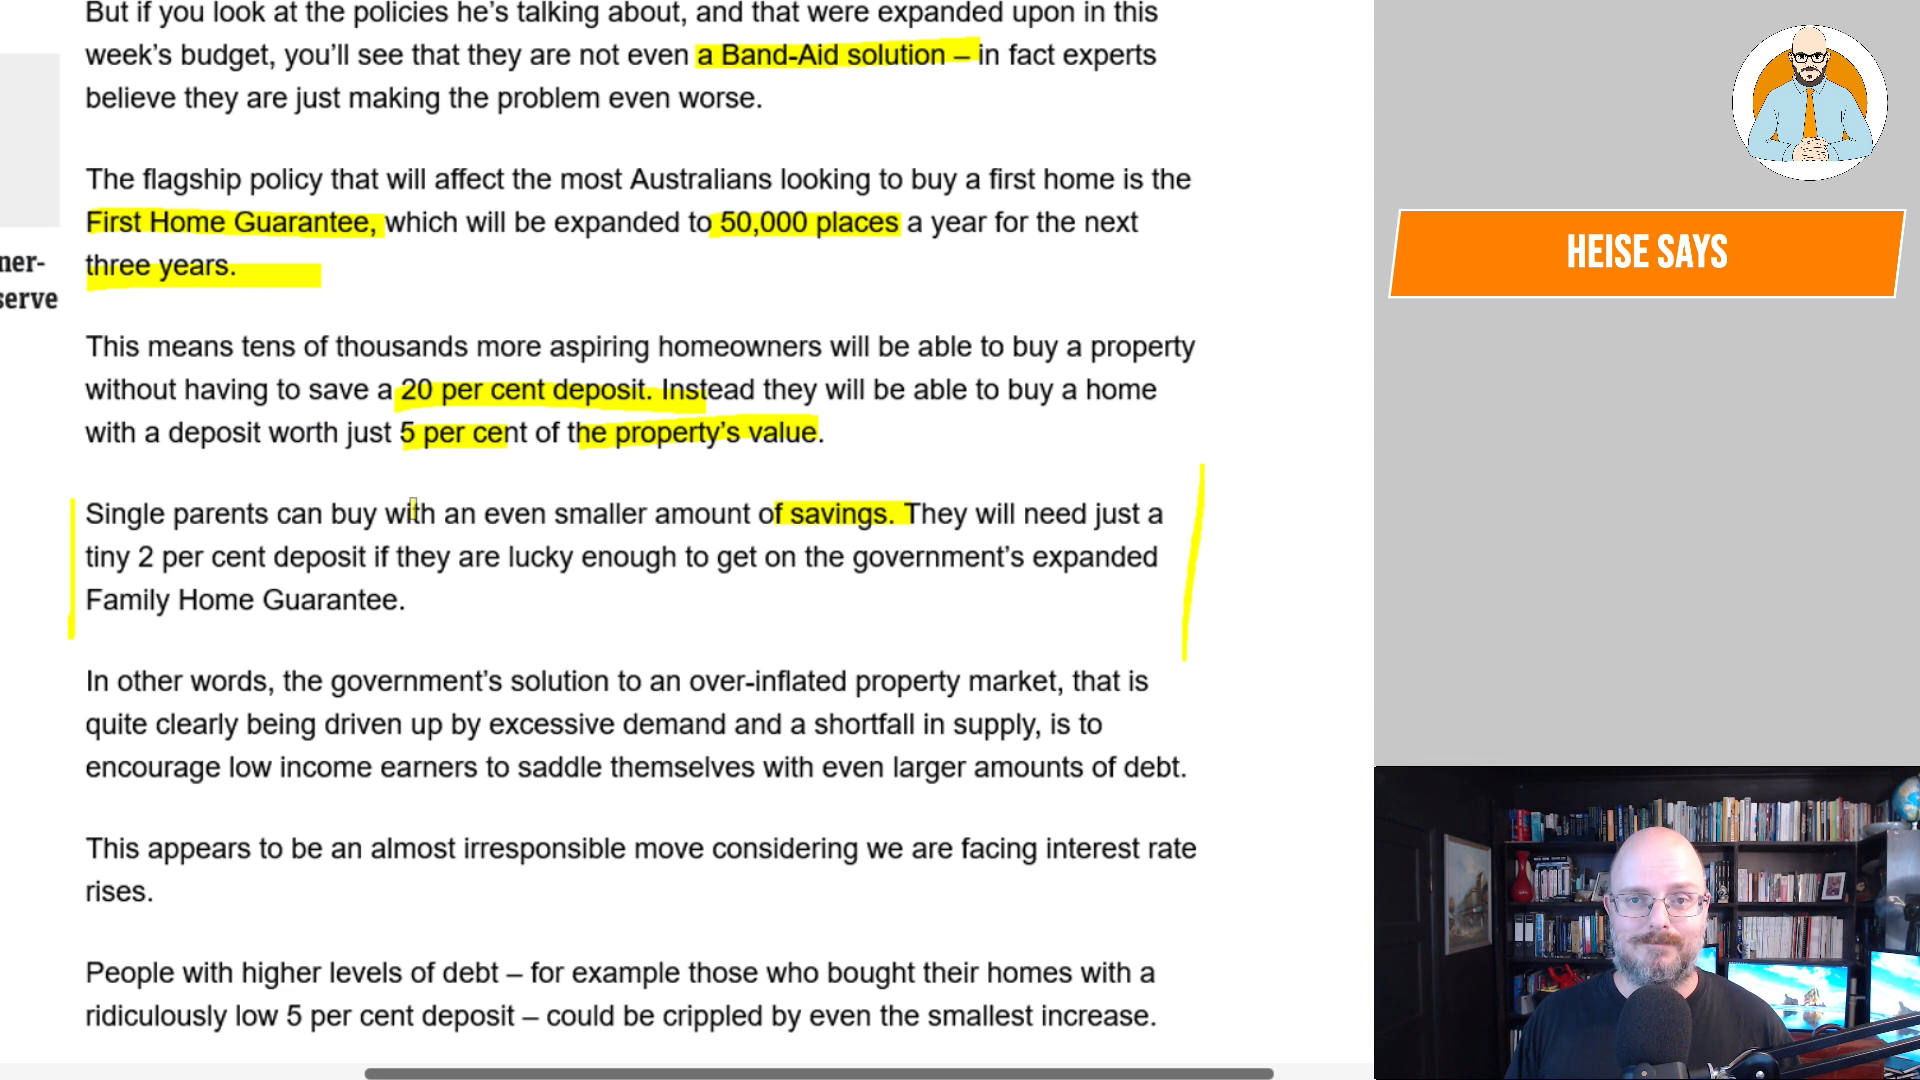 But if you look at the policies he’s talking about, and that were expanded upon in this
week’s budget, you’ll see that they are not even a Band-Aid solution – in fact experts
believe they are just making the problem even worse.
The flagship policy that will affect the most Australians looking to buy a first home is the
First Home Guarantee, which will be expanded to 50,000 places a year for the next
three years.
ner-
serve
This means tens of thousands more aspiring homeowners will be able to buy a property
without having to save a 20 per cent deposit. Instead they will be able to buy a home
with a deposit worth just 5 per cent of the property’s value.
Single parents can buy with an even smaller amount of savings. They will need just a
tiny 2 per cent deposit if they are lucky enough to get on the government’s expanded
Family Home Guarantee.
In other words, the government’s solution to an over-inflated property market, that is
quite clearly being driven up by excessive demand and a shortfall in supply, is to
encourage low income earners to saddle themselves with even larger amounts of debt.
This appears to be an almost irresponsible move considering we are facing interest rate
rises.
People with higher levels of debt – for example those who bought their homes with a
ridiculously low 5 per cent deposit – could be crippled by even the smallest increase.
HEISE SAYS